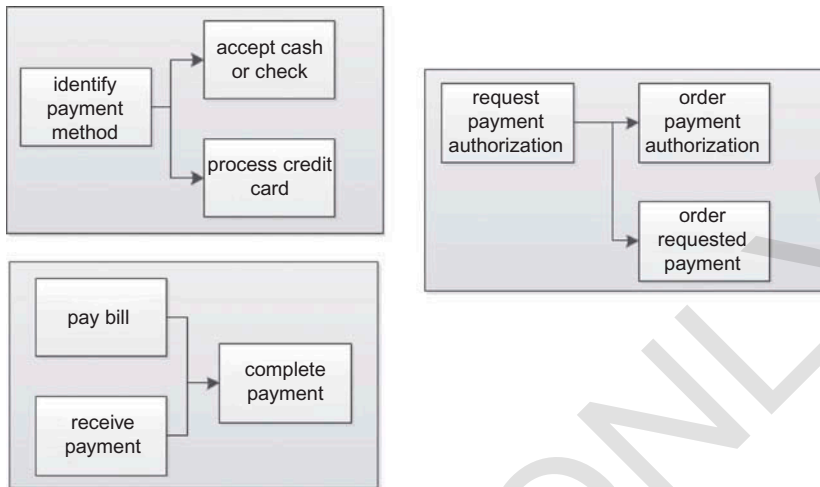 identify
payment
method
accept cash
or check
process credit
card
request
payment
authorization
order
payment
authorization
order
requested
payment
pay bill
receive
payment
complete
payment
ONLY